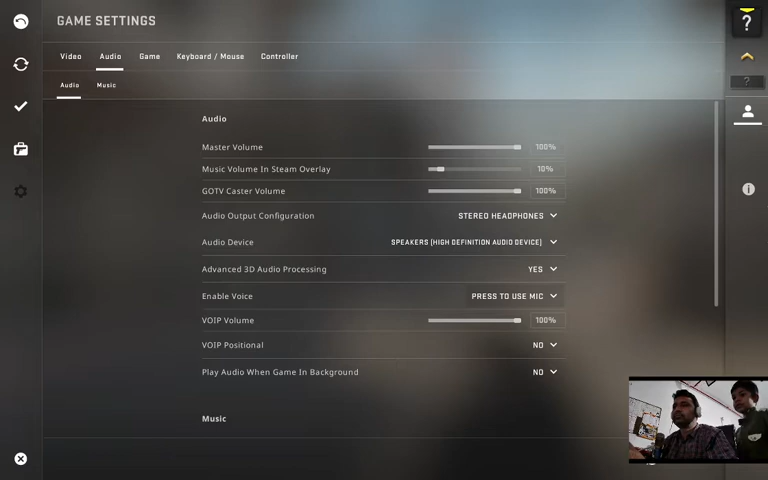 GAME SETTINGS
Video Audio Game Keyboard / Mouse Controller
Audio Music
Audio
Master Volume 100%
Music Volume In Steam Overlay 10%
GOTV Caster Volume 100%
Audio Output Configuration STEREO HEADPHONES
Audio Device SPEAKERS (HIGH DEFINITION AUDIO DEVICE)
Advanced 3D Audio Processing YES
Enable Voice PRESS TO USE MIC
VOIP Volume 100%
VOIP Positional NO
Play Audio When Game In Background NO
Music